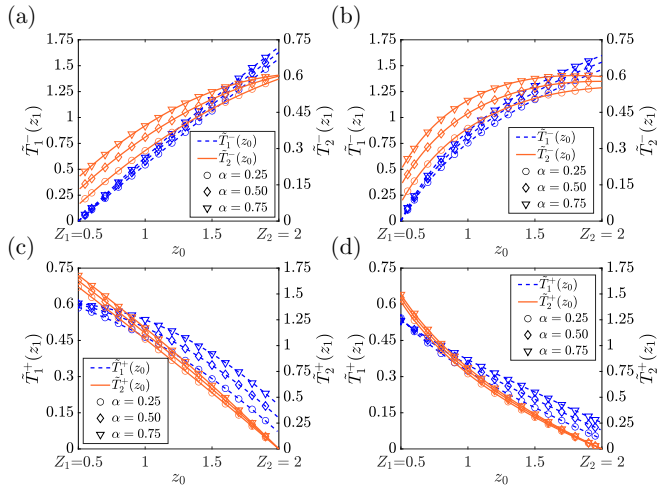 (a)
(b)
1.75
1.5
1.25
1
0.75
0.5
0.25
0
T̃₁⁻(z₁)
0.75
0.6
0.45
0.3
0.15
0
T̃₂⁻(z₁)
T̃₁⁻(z₀)
T̃₂⁻(z₀)
α = 0.25
α = 0.50
α = 0.75
Z₁=0.5
1
1.5
Z₂ = 2
z₀
1.75
1.5
1.25
1
0.75
0.5
0.25
0
T̃₁⁻(z₁)
0.75
0.6
0.45
0.3
0.15
0
T̃₂⁻(z₁)
T̃₁⁻(z₀)
T̃₂⁻(z₀)
α = 0.25
α = 0.50
α = 0.75
Z₁=0.5
1
1.5
Z₂ = 2
z₀
(c)
(d)
0.75
0.6
0.45
0.3
0.15
0
T̃₁⁺(z₁)
1.75
1.5
1.25
1
0.75
0.5
0.25
0
T̃₂⁺(z₁)
T̃₁⁺(z₀)
T̃₂⁺(z₀)
α = 0.25
α = 0.50
α = 0.75
Z₁=0.5
1
1.5
Z₂ = 2
z₀
0.75
0.6
0.45
0.3
0.15
0
T̃₁⁺(z₁)
1.75
1.5
1.25
1
0.75
0.5
0.25
0
T̃₂⁺(z₁)
T̃₁⁺(z₀)
T̃₂⁺(z₀)
α = 0.25
α = 0.50
α = 0.75
Z₁=0.5
1
1.5
Z₂ = 2
z₀